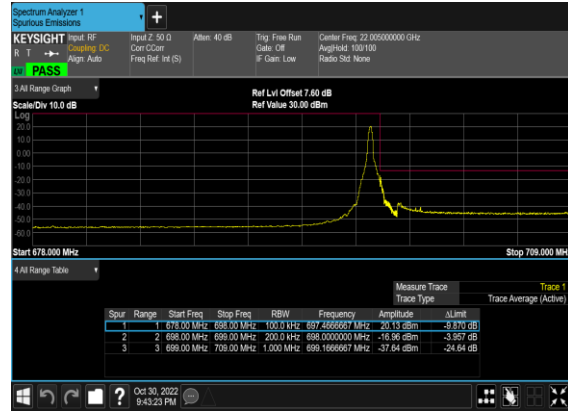 Spectrum Analyzer 1
Spurious Emissions
KEYSIGHT
R T
Input: RF
Coupling: DC
Align: Auto
Input Z: 50 Ω
Corr CCorr
Freq Ref: Int (S)
Atten: 40 dB
Trig: Free Run
Gate: Off
IF Gain: Low
Center Freq: 22.005000000 GHz
Avg|Hold: 100/100
Radio Std: None
PASS
3 All Range Graph
Ref Lvl Offset 7.60 dB
Scale/Div 10.0 dB
Ref Value 30.00 dBm
Log
20.0
10.0
0.00
-10.0
-20.0
-30.0
-40.0
-50.0
-60.0
Start 678.000 MHz
Stop 709.000 MH
4 All Range Table
Measure Trace Trace 1
Trace Type Trace Average (Active)
Spur Range Start Freq Stop Freq RBW Frequency Amplitude ΔLimit
1 1 678.00 MHz 698.00 MHz 100.0 kHz 697.4666667 MHz 20.13 dBm -9.870 dB
2 2 698.00 MHz 699.00 MHz 200.0 kHz 698.0000000 MHz -16.96 dBm -3.957 dB
3 3 699.00 MHz 709.00 MHz 1.000 MHz 699.1666667 MHz -37.64 dBm -24.64 dB
?
Oct 30, 2022
9:43:23 PM